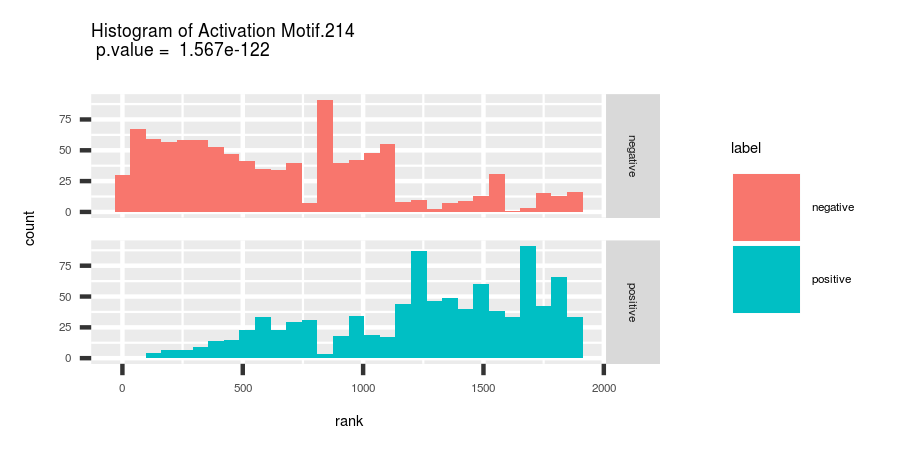 Histogram of Activation Motif.214
p.value = 1.567e-122
count
75
50
25
0
negative
75
50
25
0
positive
0
500
1000
1500
2000
rank
label
negative
positive